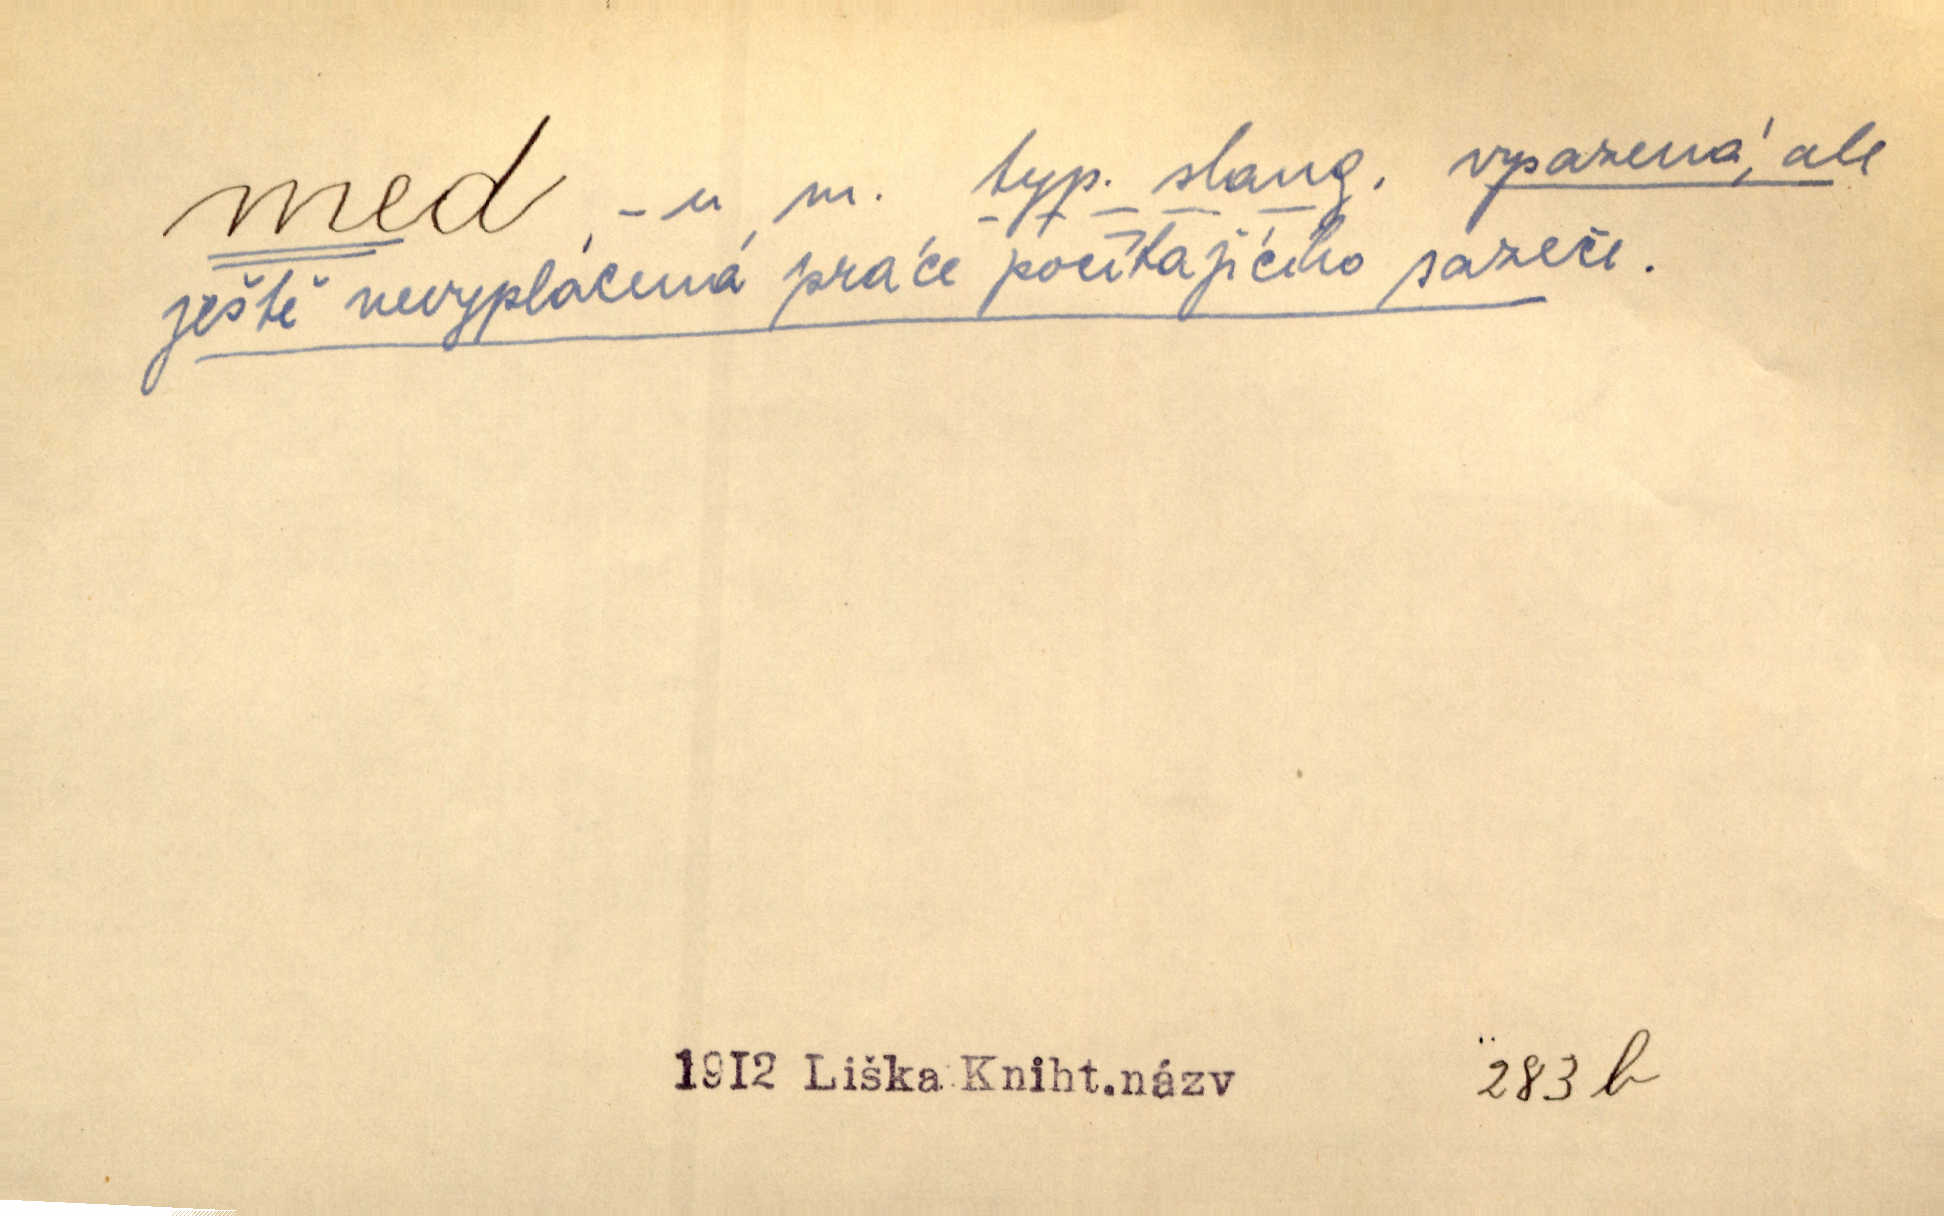 med, -u, m. typ. slang. vysazená, ale
ještě nevyplácená práce počítajícího sazeče.
1912 Liška Kniht.názv 283 b